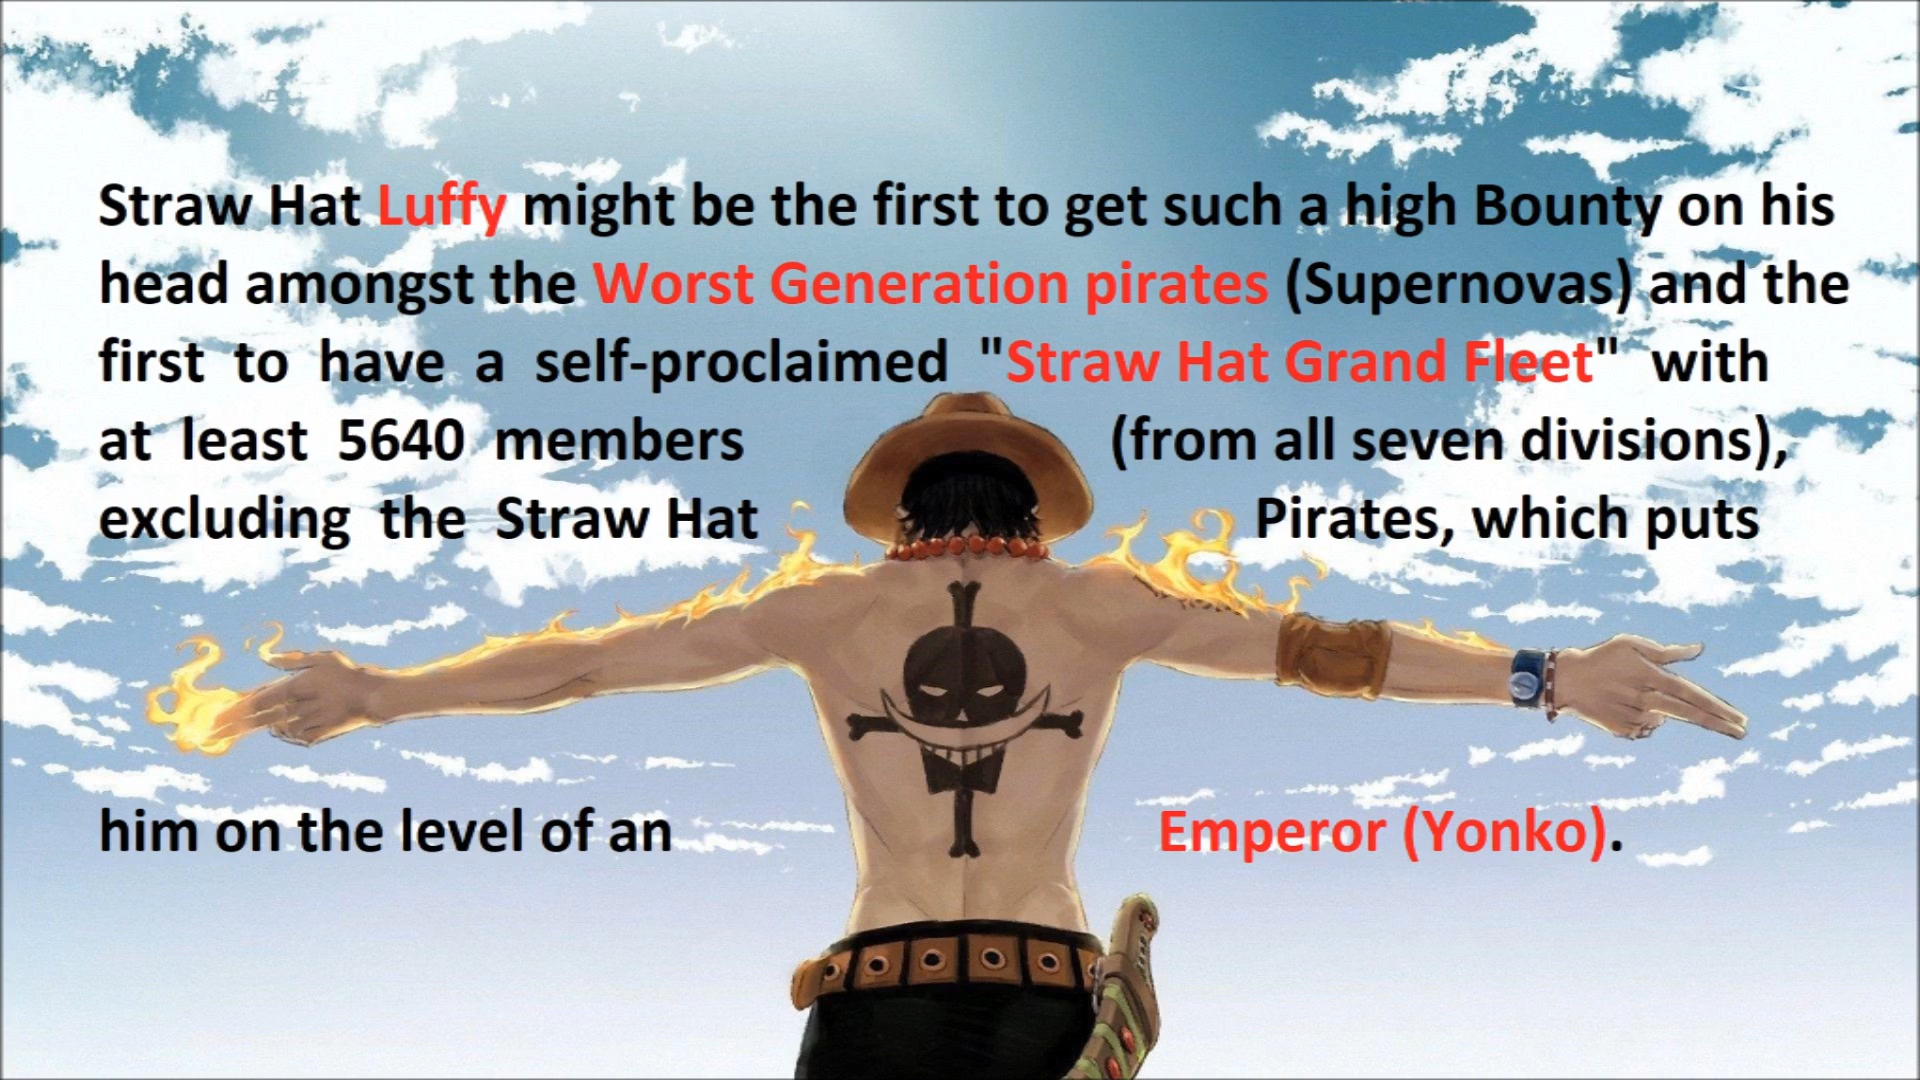 Straw Hat Luffy might be the first to get such a high Bounty on his
head amongst the Worst Generation pirates (Supernovas) and the
first to have a self-proclaimed "Straw Hat Grand Fleet" with
at least 5640 members (from all seven divisions),
excluding the Straw Hat Pirates, which puts
him on the level of an Emperor (Yonko).